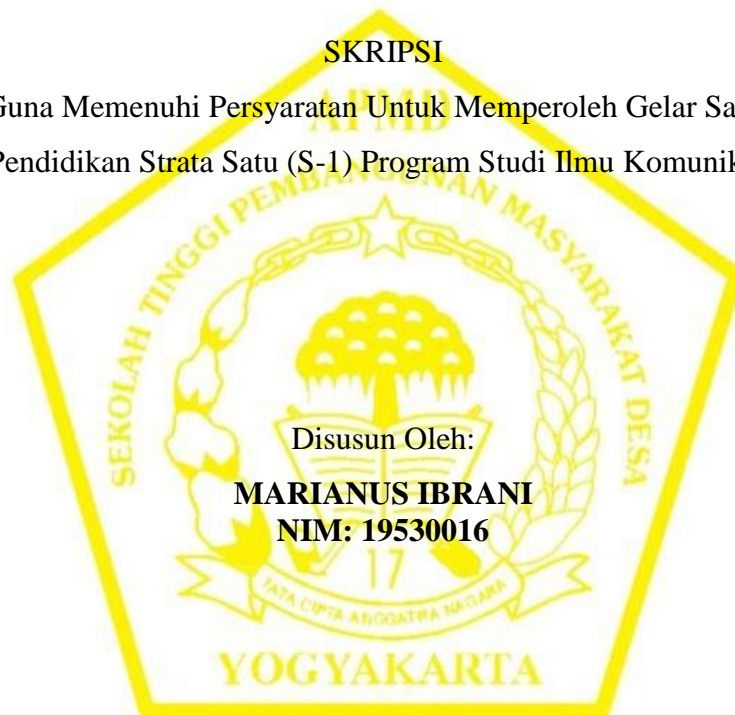 SKRIPSI
Guna Memenuhi Persyaratan Untuk Memperoleh Gelar Sa
APMD
Pendidikan Strata Satu (S-1) Program Studi Ilmu Komunik
SEKOLAH TINGGI PEMBANGUNAN MASYARAKAT DESA
Disusun Oleh:
MARIANUS IBRANI
NIM: 19530016
17
TATA CIPTA ANGGATRA NAGARA
YOGYAKARTA